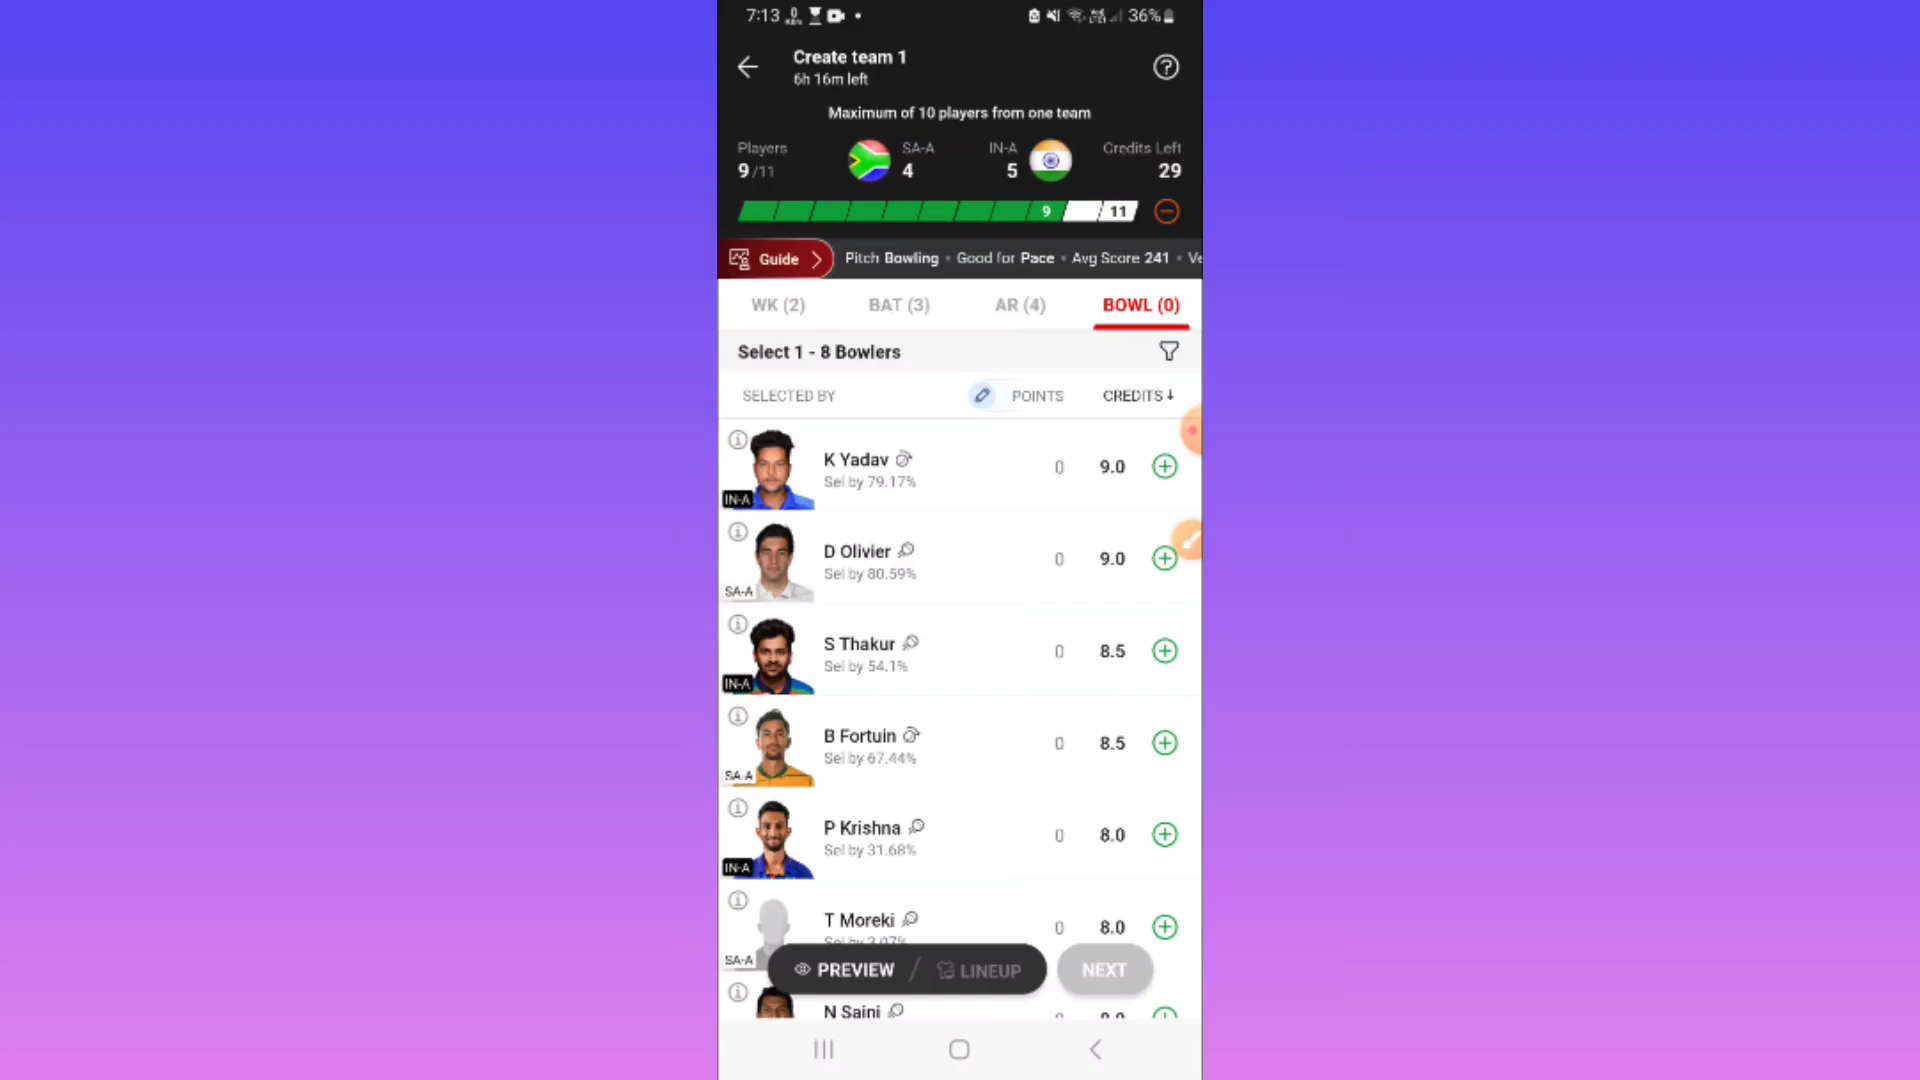 7:13 36%
Create team 1
6h 16m left
Maximum of 10 players from one team
Players SA-A IN-A Credits Left
9/11 4 5 29
9 11
Guide Pitch Bowling • Good for Pace • Avg Score 241 • Ve
WK (2) BAT (3) AR (4) BOWL (0)
Select 1 - 8 Bowlers
SELECTED BY POINTS CREDITS ↓
K Yadav
Sel by 79.17% 0 9.0
IN-A
D Olivier
Sel by 80.59% 0 9.0
SA-A
S Thakur
Sel by 54.1% 0 8.5
IN-A
B Fortuin
Sel by 67.44% 0 8.5
SA-A
P Krishna
Sel by 31.68% 0 8.0
IN-A
T Moreki
Sel by 3.07% 0 8.0
SA-A
PREVIEW / LINEUP NEXT
N Saini